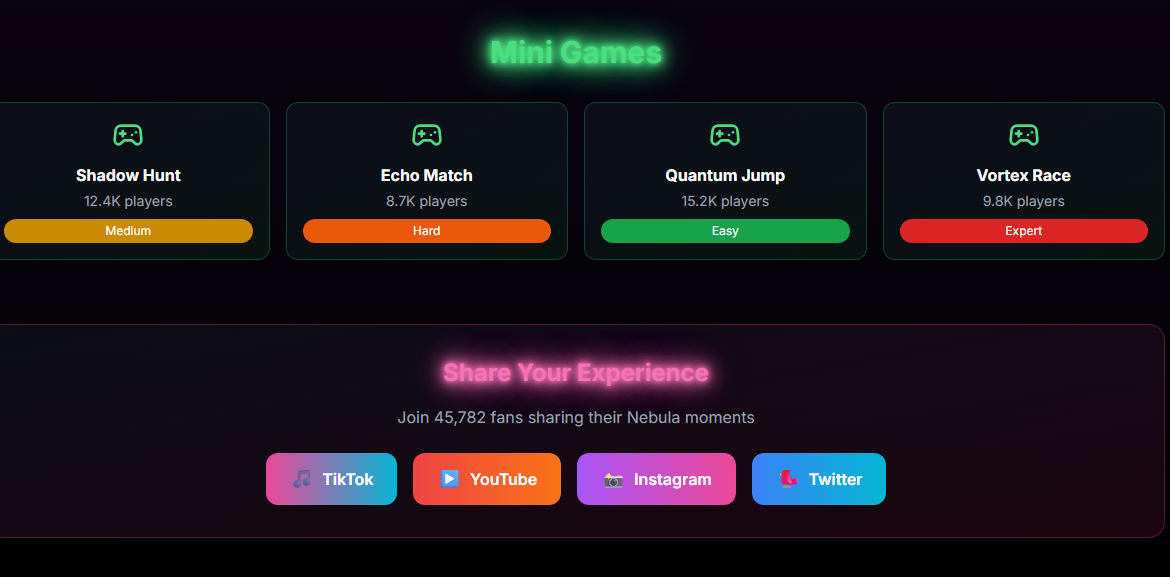 Mini Games
Shadow Hunt
12.4K players
Medium
Echo Match
8.7K players
Hard
Quantum Jump
15.2K players
Easy
Vortex Race
9.8K players
Expert
Share Your Experience
Join 45,782 fans sharing their Nebula moments
TikTok
YouTube
Instagram
Twitter